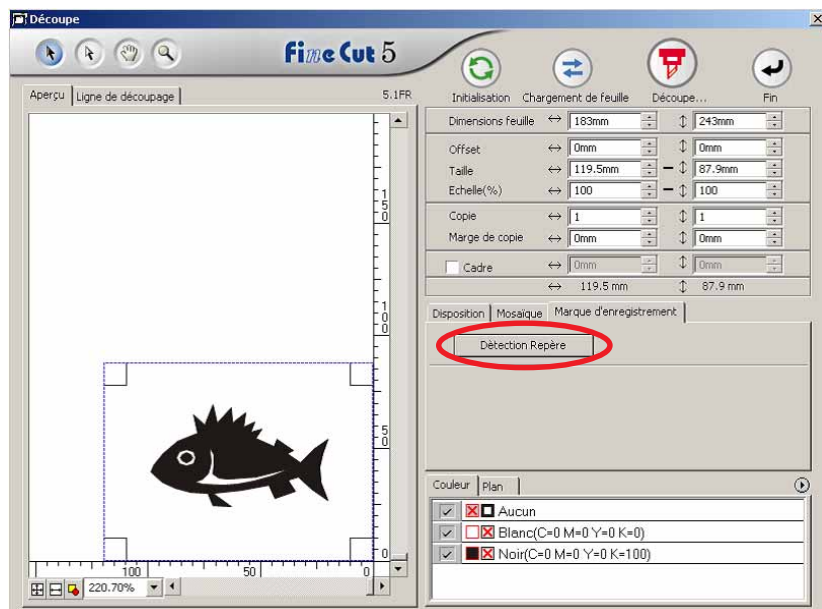 Découpe
Fine Cut 5
Initialisation Chargement de feuille Découpe... Fin
Aperçu Ligne de découpage 5.1FR
Dimensions feuille 183mm 243mm
Offset 0mm 0mm
Taille 119.5mm 87.9mm
Echelle(%) 100 100
Copie 1 1
Marge de copie 0mm 0mm
Cadre 0mm 0mm
119.5 mm 87.9 mm
Disposition Mosaïque Marque d'enregistrement
Dètection Repère
150
100
50
0
100 50 0
220.70%
Couleur Plan
Aucun
Blanc(C=0 M=0 Y=0 K=0)
Noir(C=0 M=0 Y=0 K=100)